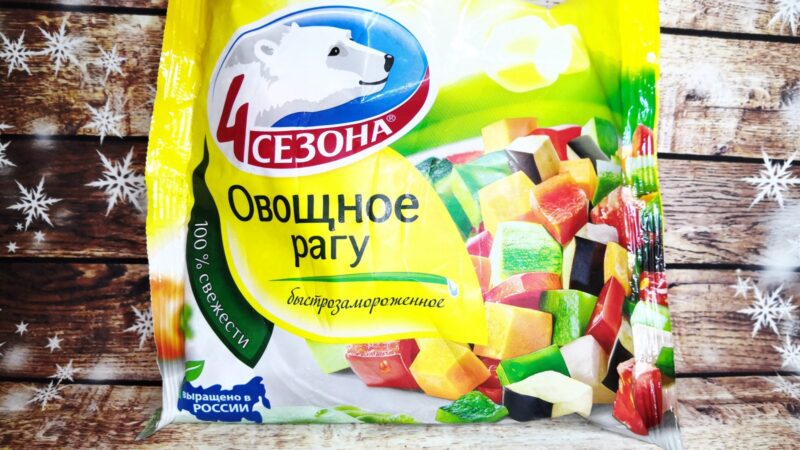 4 СЕЗОНА®
Овощное
рагу
быстрозамороженное
100 % свежести
выращено в
РОССИИ